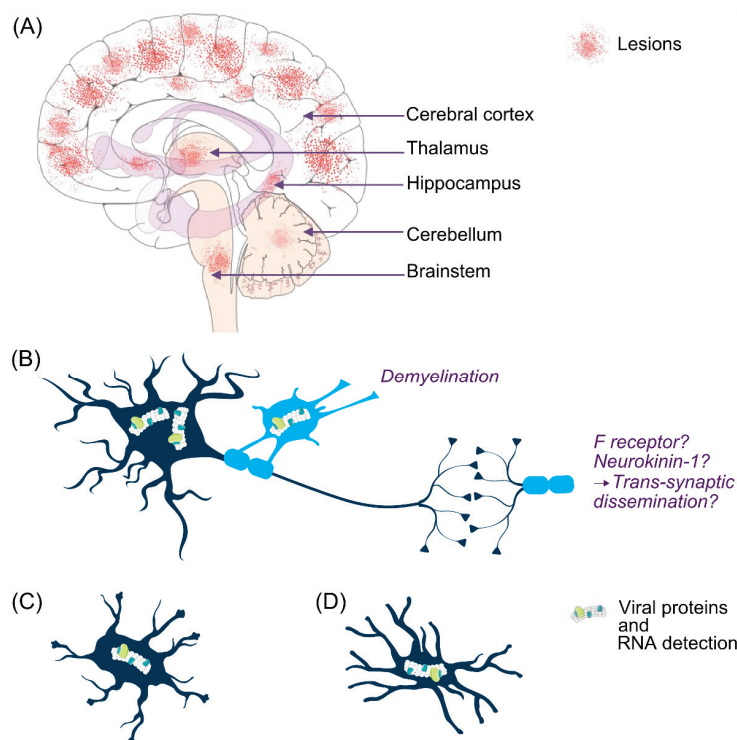 (A)
Lesions
Cerebral cortex
Thalamus
Hippocampus
Cerebellum
Brainstem
(B)
Demyelination
F receptor?
Neurokinin-1?
→ Trans-synaptic
dissemination?
(C)
(D)
Viral proteins
and
RNA detection